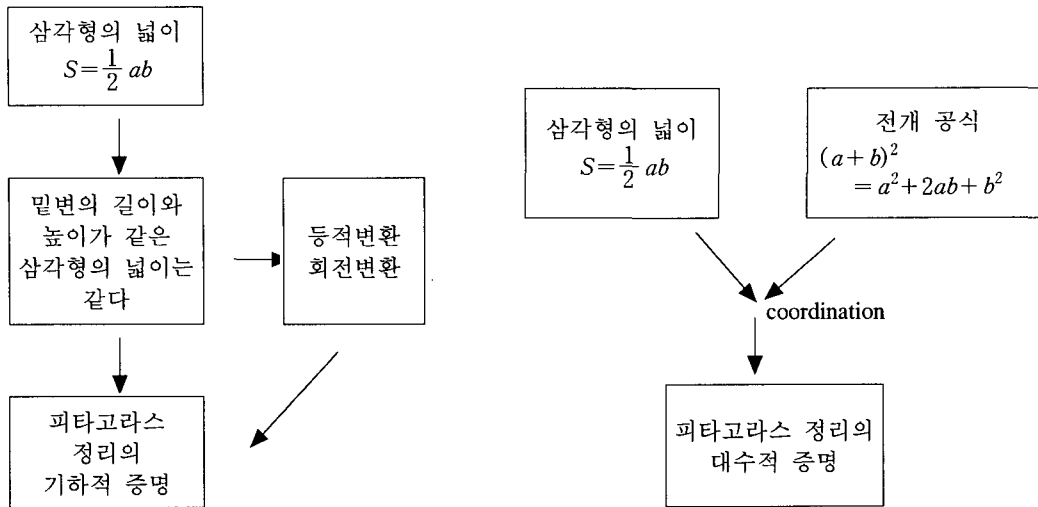 삼각형의 넓이
S=\frac{1}{2} ab
밑변의 길이와
높이가 같은
삼각형의 넓이는
같다
등적변환
회전변환
피타고라스
정리의
기하적 증명
삼각형의 넓이
S=\frac{1}{2} ab
전개 공식
(a+b)²
=a²+2ab+b²
coordination
피타고라스 정리의
대수적 증명